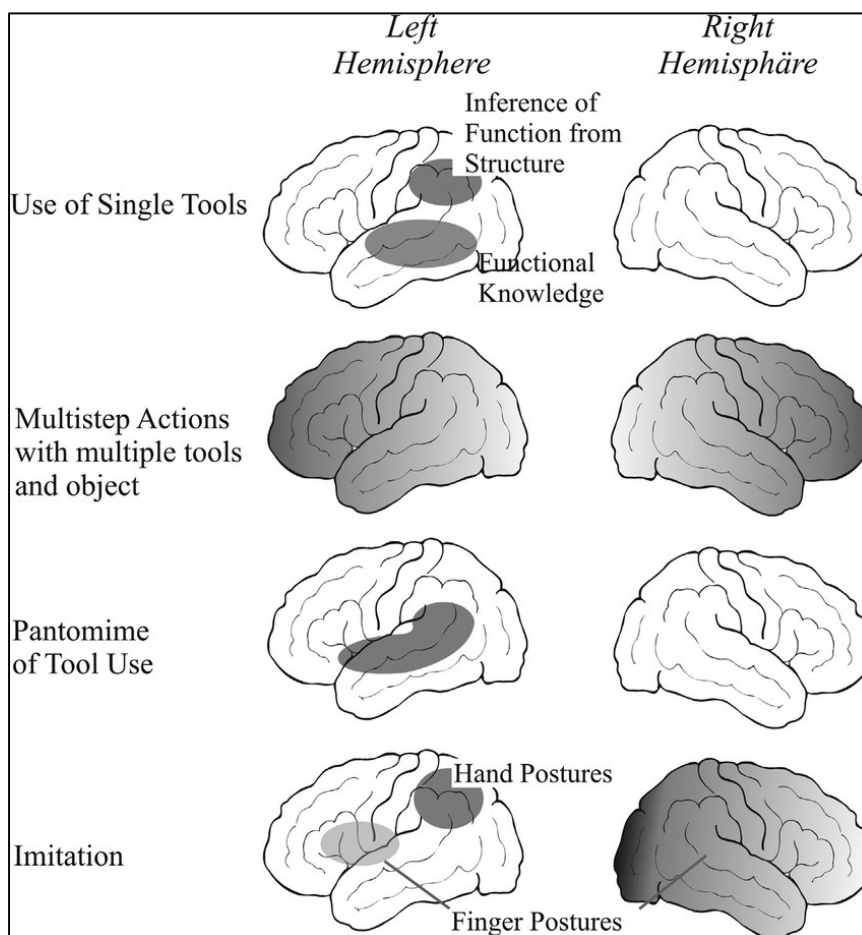 Left
Hemisphere
Right
Hemisphäre
Inference of
Function from
Structure
Use of Single Tools
Functional
Knowledge
Multistep Actions
with multiple tools
and object
Pantomime
of Tool Use
Hand Postures
Imitation
Finger Postures